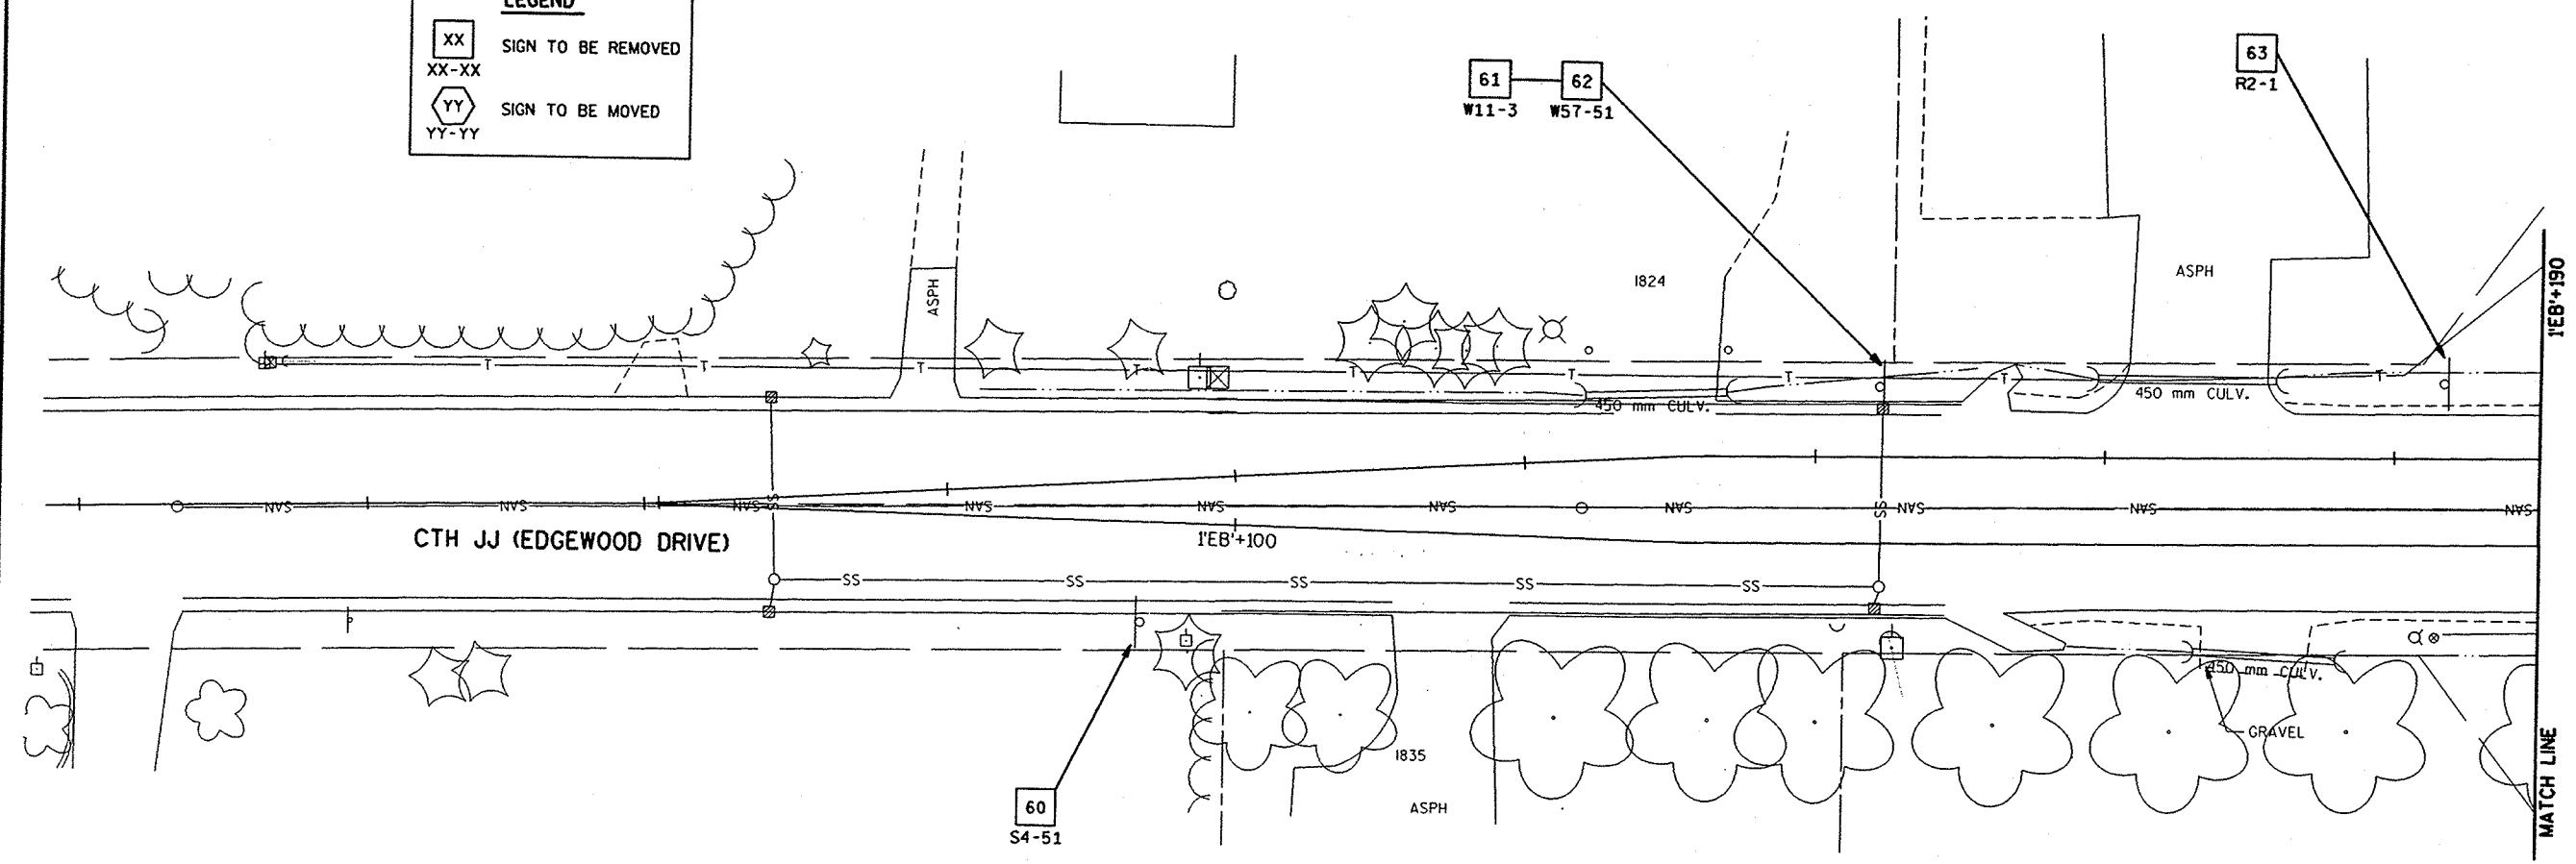 LEGEND
XX SIGN TO BE REMOVED
XX-XX
YY SIGN TO BE MOVED
YY-YY
61 62
W11-3 W57-51
63
R2-1
1824
ASPH
ASPH
1'EB'+190
T T T T T T T T T
450 mm CULV.
450 mm CULV.
SAN SAN SAN SAN SAN SAN SAN SAN SAN SAN
SS
SS
CTH JJ (EDGEWOOD DRIVE)
1'EB'+100
SS SS SS SS SS
450 mm CULV.
GRAVEL
1835
ASPH
60
S4-51
MATCH LINE